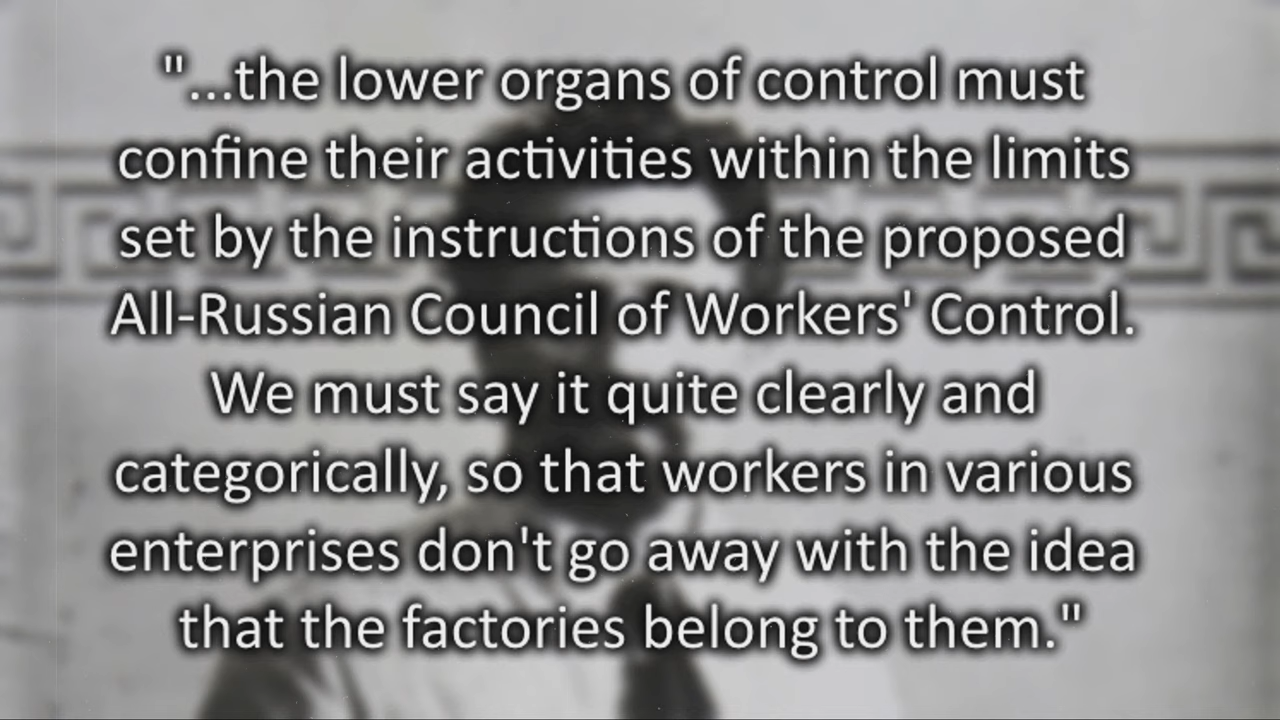 "...the lower organs of control must
confine their activities within the limits
set by the instructions of the proposed
All-Russian Council of Workers' Control.
We must say it quite clearly and
categorically, so that workers in various
enterprises don't go away with the idea
that the factories belong to them."